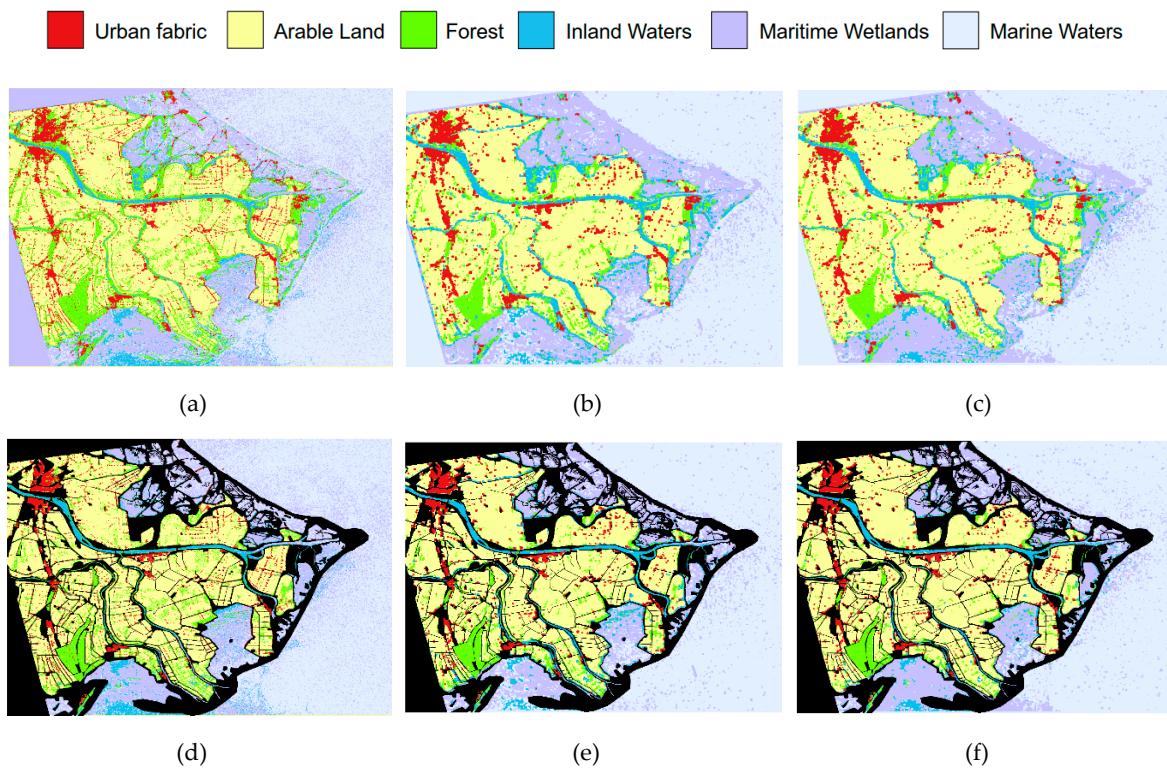 Urban fabric Arable Land Forest Inland Waters Maritime Wetlands Marine Waters
(a) (b) (c)
(d) (e) (f)